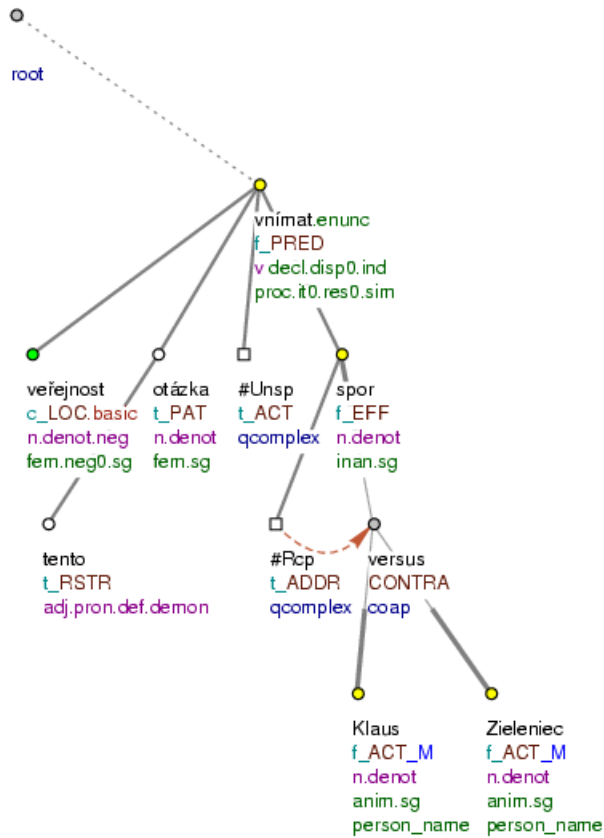 root
vnímat.enunc
f_PRED
v decl.disp0.ind
proc.it0.res0.sim
veřejnost
c_LOC.basic
n.denot.neg
fem.neg0.sg
otázka
t_PAT
n.denot
fem.sg
#Unsp
t_ACT
qcomplex
spor
f_EFF
n.denot
inan.sg
tento
t_RSTR
adj.pron.def.demon
#Rcp
t_ADDR
qcomplex
versus
CONTRA
coap
Klaus
f_ACT_M
n.denot
anim.sg
person_name
Zieleniec
f_ACT_M
n.denot
anim.sg
person_name